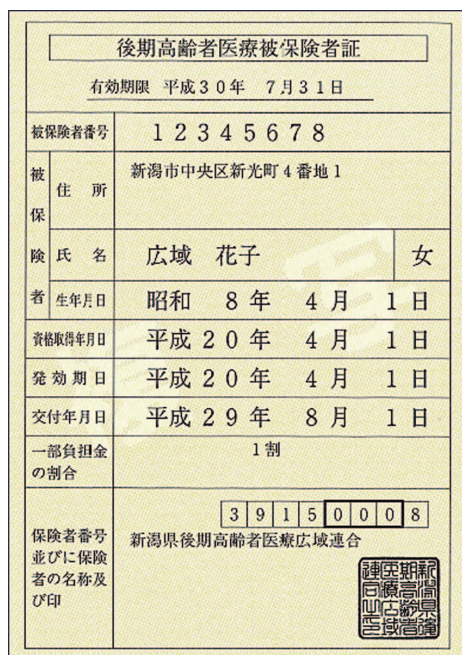 後期高齢者医療被保険者証
有効期限 平成30年 7月31日
被保険者番号 12345678
被保険者
住所 新潟市中央区新光町4番地1
氏名 広域 花子 女
生年月日 昭和 8年 4月 1日
資格取得年月日 平成20年 4月 1日
発効期日 平成20年 4月 1日
交付年月日 平成29年 8月 1日
一部負担金
の割合 1割
保険者番号
並びに保険
者の名称及
び印
39150008
新潟県後期高齢者医療広域連合